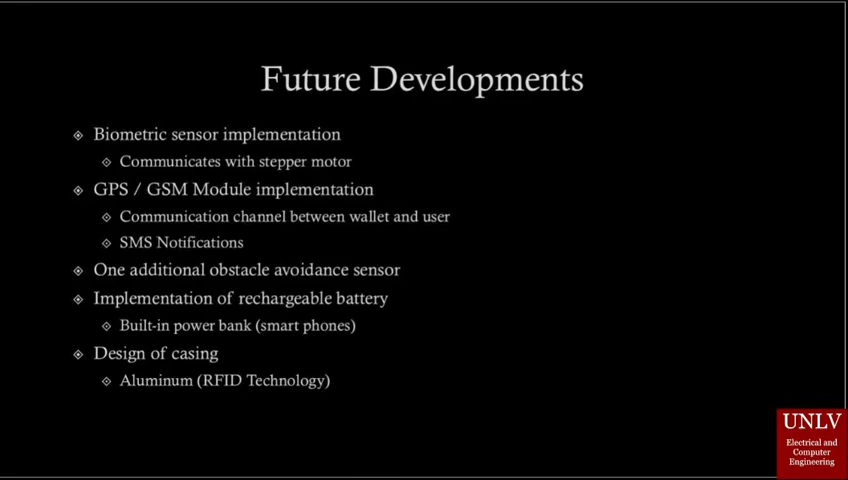 Future Developments
Biometric sensor implementation
Communicates with stepper motor
GPS / GSM Module implementation
Communication channel between wallet and user
SMS Notifications
One additional obstacle avoidance sensor
Implementation of rechargeable battery
Built-in power bank (smart phones)
Design of casing
Aluminum (RFID Technology)
UNLV
Electrical and
Computer
Engineering